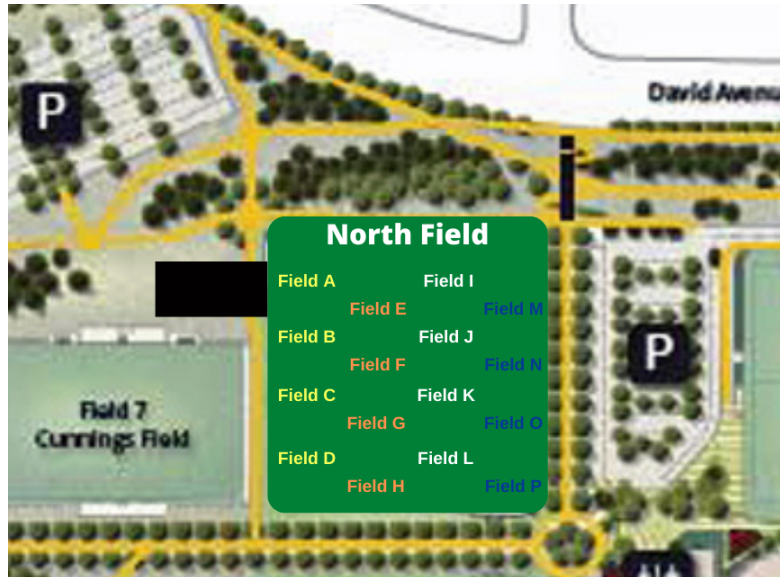 P
David Avenu
North Field
Field A
Field I
Field E
Field M
Field B
Field J
Field F
Field N
Field C
Field K
Field G
Field O
Field D
Field L
Field H
Field P
P
Field 7
Cunnings Field